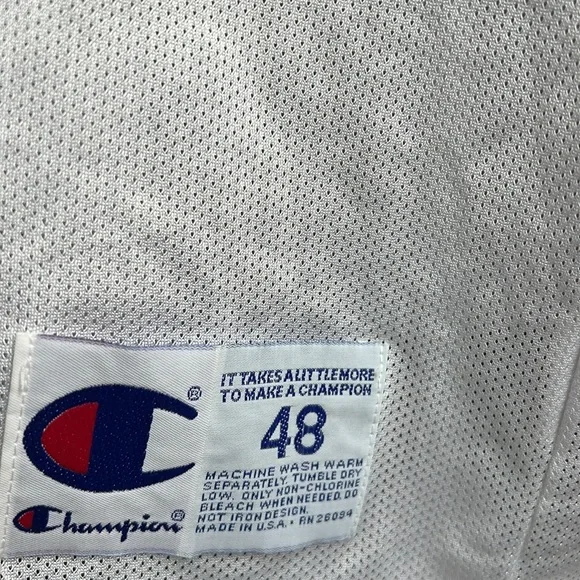 IT TAKES A LITTLE MORE
TO MAKE A CHAMPION
48
MACHINE WASH WARM
SEPARATELY, TUMBLE DRY
LOW. ONLY NON-CHLORINE
BLEACH WHEN NEEDED. DO
NOT IRON DESIGN.
MADE IN U.S.A. • RN 26094
®
Champion®